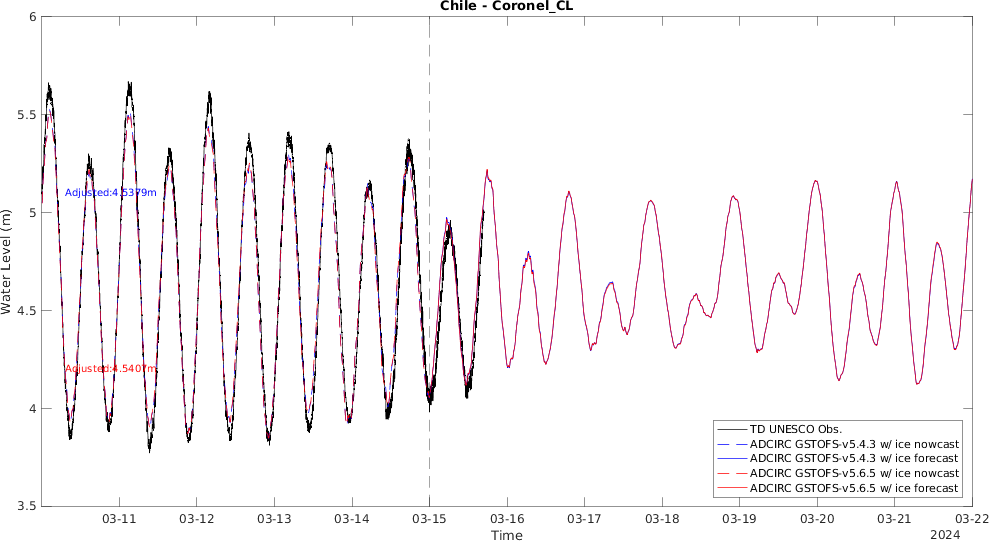 Chile - Coronel_CL
6
5.5
5
4.5
4
3.5
Water Level (m)
Adjusted:4.5379m
Adjusted:4.5407m
TD UNESCO Obs.
ADCIRC GSTOFS-v5.4.3 w/ ice nowcast
ADCIRC GSTOFS-v5.4.3 w/ ice forecast
ADCIRC GSTOFS-v5.6.5 w/ ice nowcast
ADCIRC GSTOFS-v5.6.5 w/ ice forecast
03-11 03-12 03-13 03-14 03-15 03-16 03-17 03-18 03-19 03-20 03-21 03-22
Time
2024